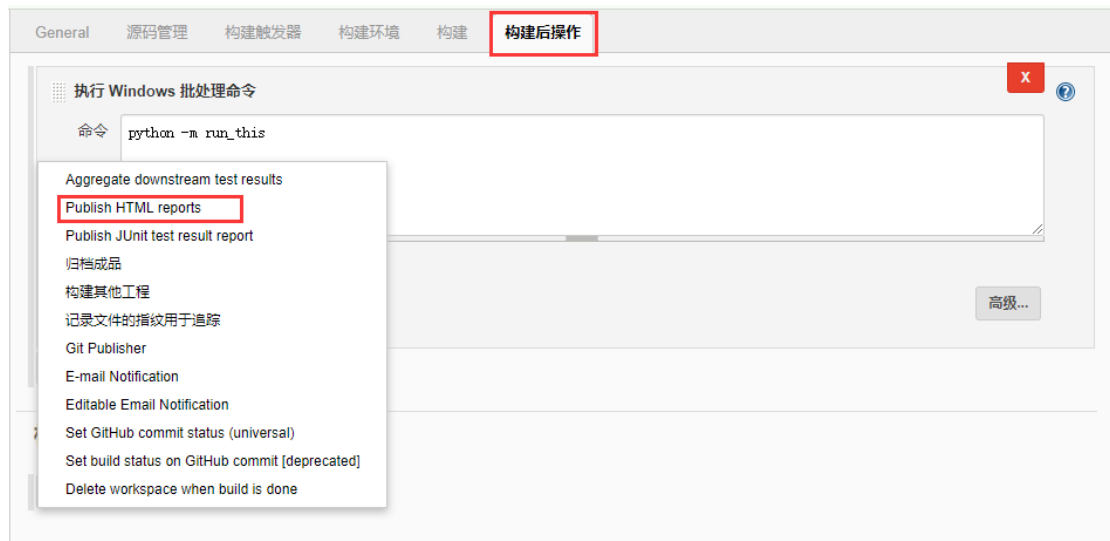 General 源码管理 构建触发器 构建环境 构建 构建后操作
执行 Windows 批处理命令
X
?
命令
python -m run_this
Aggregate downstream test results
Publish HTML reports
Publish JUnit test result report
归档成品
构建其他工程
记录文件的指纹用于追踪
Git Publisher
E-mail Notification
Editable Email Notification
Set GitHub commit status (universal)
Set build status on GitHub commit [deprecated]
Delete workspace when build is done
高级...